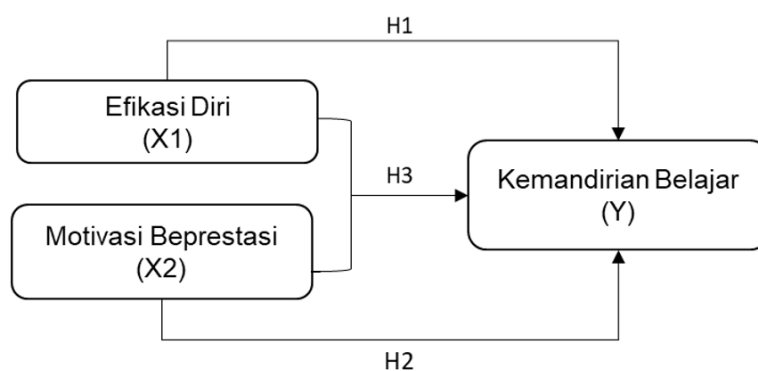 H1
Efikasi Diri
(X1)
H3
Kemandirian Belajar
(Y)
Motivasi Beprestasi
(X2)
H2